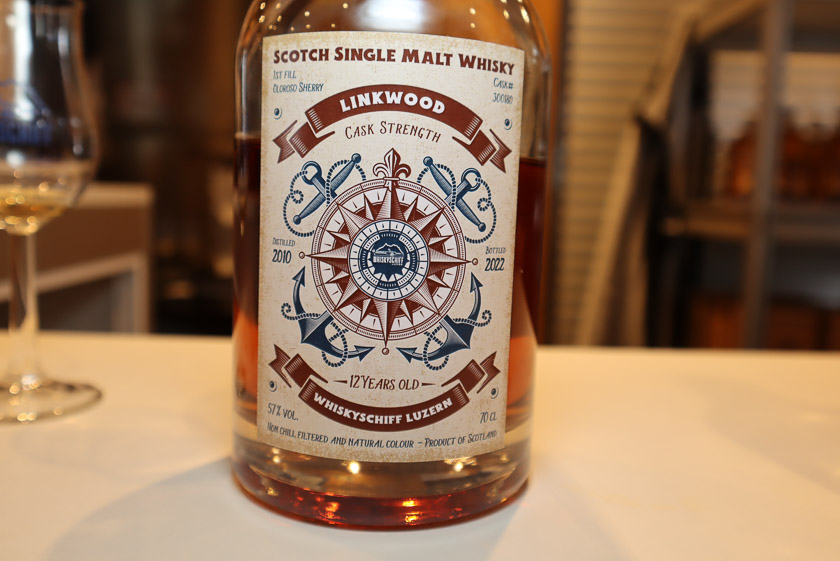 SCOTCH SINGLE MALT WHISKY
1ST FILL
OLOROSO SHERRY
CASK#
300180
LINKWOOD
CASK STRENGTH
DISTILLED
2010
WHISKYSCHIFF
BOTTLED
2022
12 YEARS OLD
WHISKYSCHIFF LUZERN
57% VOL.
70 CL
NON CHILL FILTERED AND NATURAL COLOUR - PRODUCT OF SCOTLAND